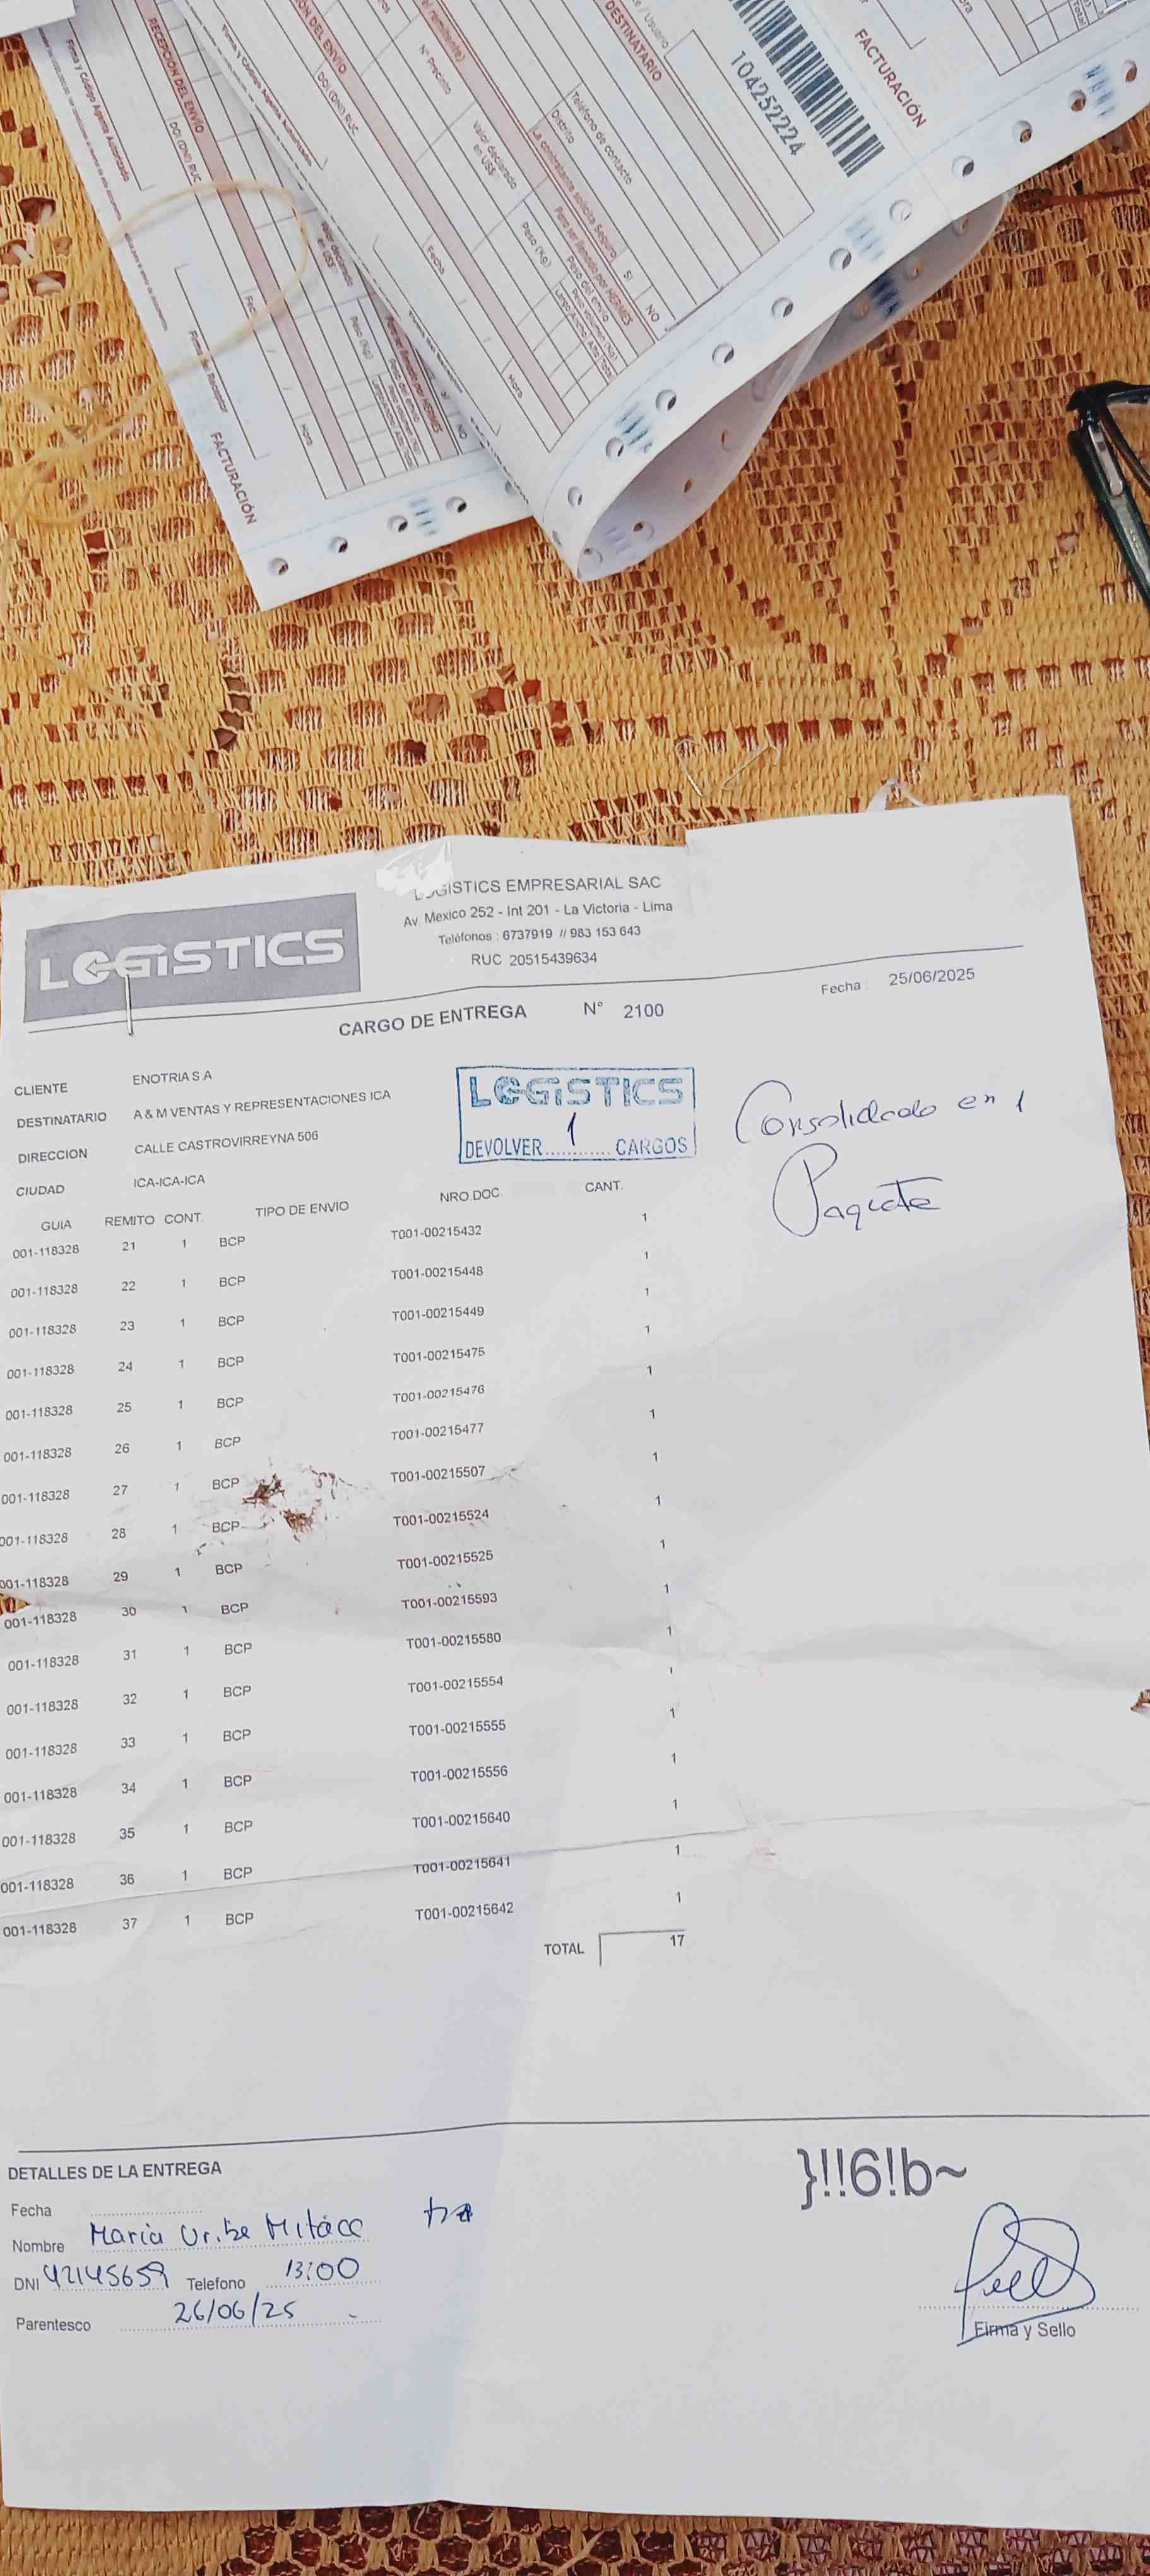 RECEPCIÓN DEL ENVÍO
DOI (DNI) RUC
Firma y Código Agente Autorizado
Hora
FACTURACIÓN
DOI (DNI) RUC
N° Precinto
Valor declarado
en US$
Peso (Kg)
Fecha
Hora
DESTINATARIO
Teléfono de contacto
Distrito
SI
NO
104252224
FACTURACIÓN
LOGISTICS
LOGISTICS EMPRESARIAL SAC
Av. Mexico 252 - Int 201 - La Victoria - Lima
Teléfonos : 6737919 // 983 153 643
RUC 20515439634
Fecha : 25/06/2025
CARGO DE ENTREGA N° 2100
CLIENTE ENOTRIA S.A
DESTINATARIO A & M VENTAS Y REPRESENTACIONES ICA
DIRECCION CALLE CASTROVIRREYNA 506
CIUDAD ICA-ICA-ICA
LOGISTICS
DEVOLVER 1 CARGOS
Consolidado en 1
Paquete
GUIA REMITO CONT. TIPO DE ENVIO NRO.DOC. CANT.
001-118328 21 1 BCP T001-00215432 1
001-118328 22 1 BCP T001-00215448 1
001-118328 23 1 BCP T001-00215449 1
001-118328 24 1 BCP T001-00215475 1
001-118328 25 1 BCP T001-00215476 1
001-118328 26 1 BCP T001-00215477 1
001-118328 27 1 BCP T001-00215507 1
001-118328 28 1 BCP T001-00215524 1
001-118328 29 1 BCP T001-00215525 1
001-118328 30 1 BCP T001-00215593 1
001-118328 31 1 BCP T001-00215580 1
001-118328 32 1 BCP T001-00215554 1
001-118328 33 1 BCP T001-00215555 1
001-118328 34 1 BCP T001-00215556 1
001-118328 35 1 BCP T001-00215640 1
001-118328 36 1 BCP T001-00215641 1
001-118328 37 1 BCP T001-00215642 1
TOTAL 17
DETALLES DE LA ENTREGA
}!!6!b~
Fecha
Nombre Maria Uribe Mitacc
DNI 42145659 Telefono 13:00
Parentesco 26/06/25
Firma y Sello